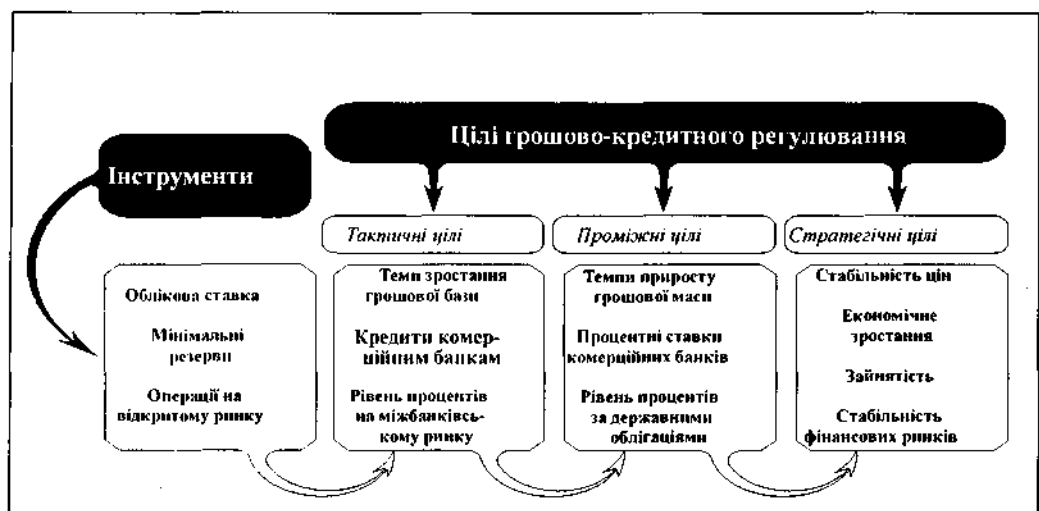 Цілі грошово-кредитного регулювання
Інструменти
Тактичні цілі
Проміжні цілі
Стратегічні цілі
Облікова ставка
Мінімальні
резерви
Операції на
відкритому ринку
Темп зростання
грошової бази
Кредити комер-
ційним банкам
Рівень процентів
на міжбанківсь-
кому ринку
Темпи приросту
грошової маси
Процентні ставки
комерційних банків
Рівень процентів
за державними
облігаціями
Стабільність цін
Економічне
зростання
Зайнятість
Стабільність
фінансових ринків